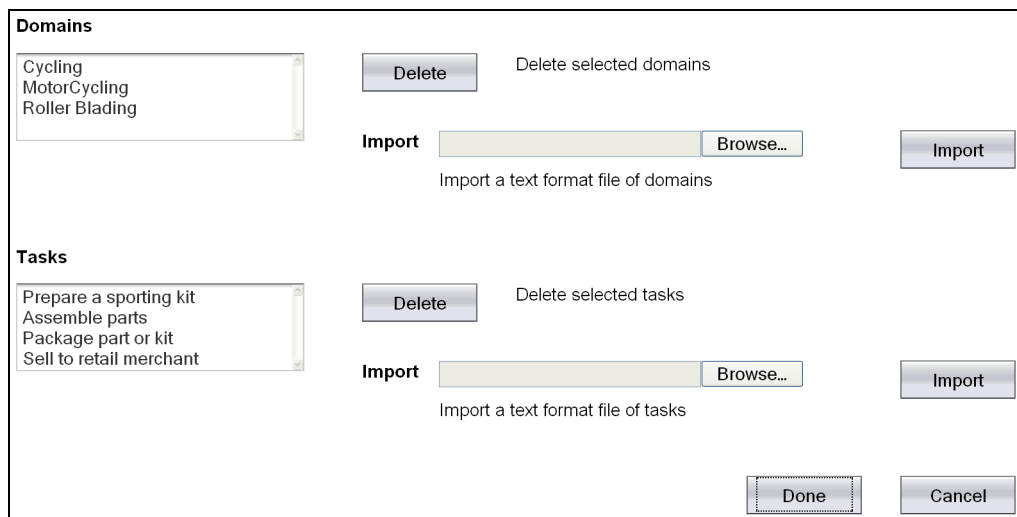 Domains
Cycling
MotorCycling
Roller Blading
Delete
Delete selected domains
Import
Browse...
Import
Import a text format file of domains
Tasks
Prepare a sporting kit
Assemble parts
Package part or kit
Sell to retail merchant
Delete
Delete selected tasks
Import
Browse...
Import
Import a text format file of tasks
Done
Cancel